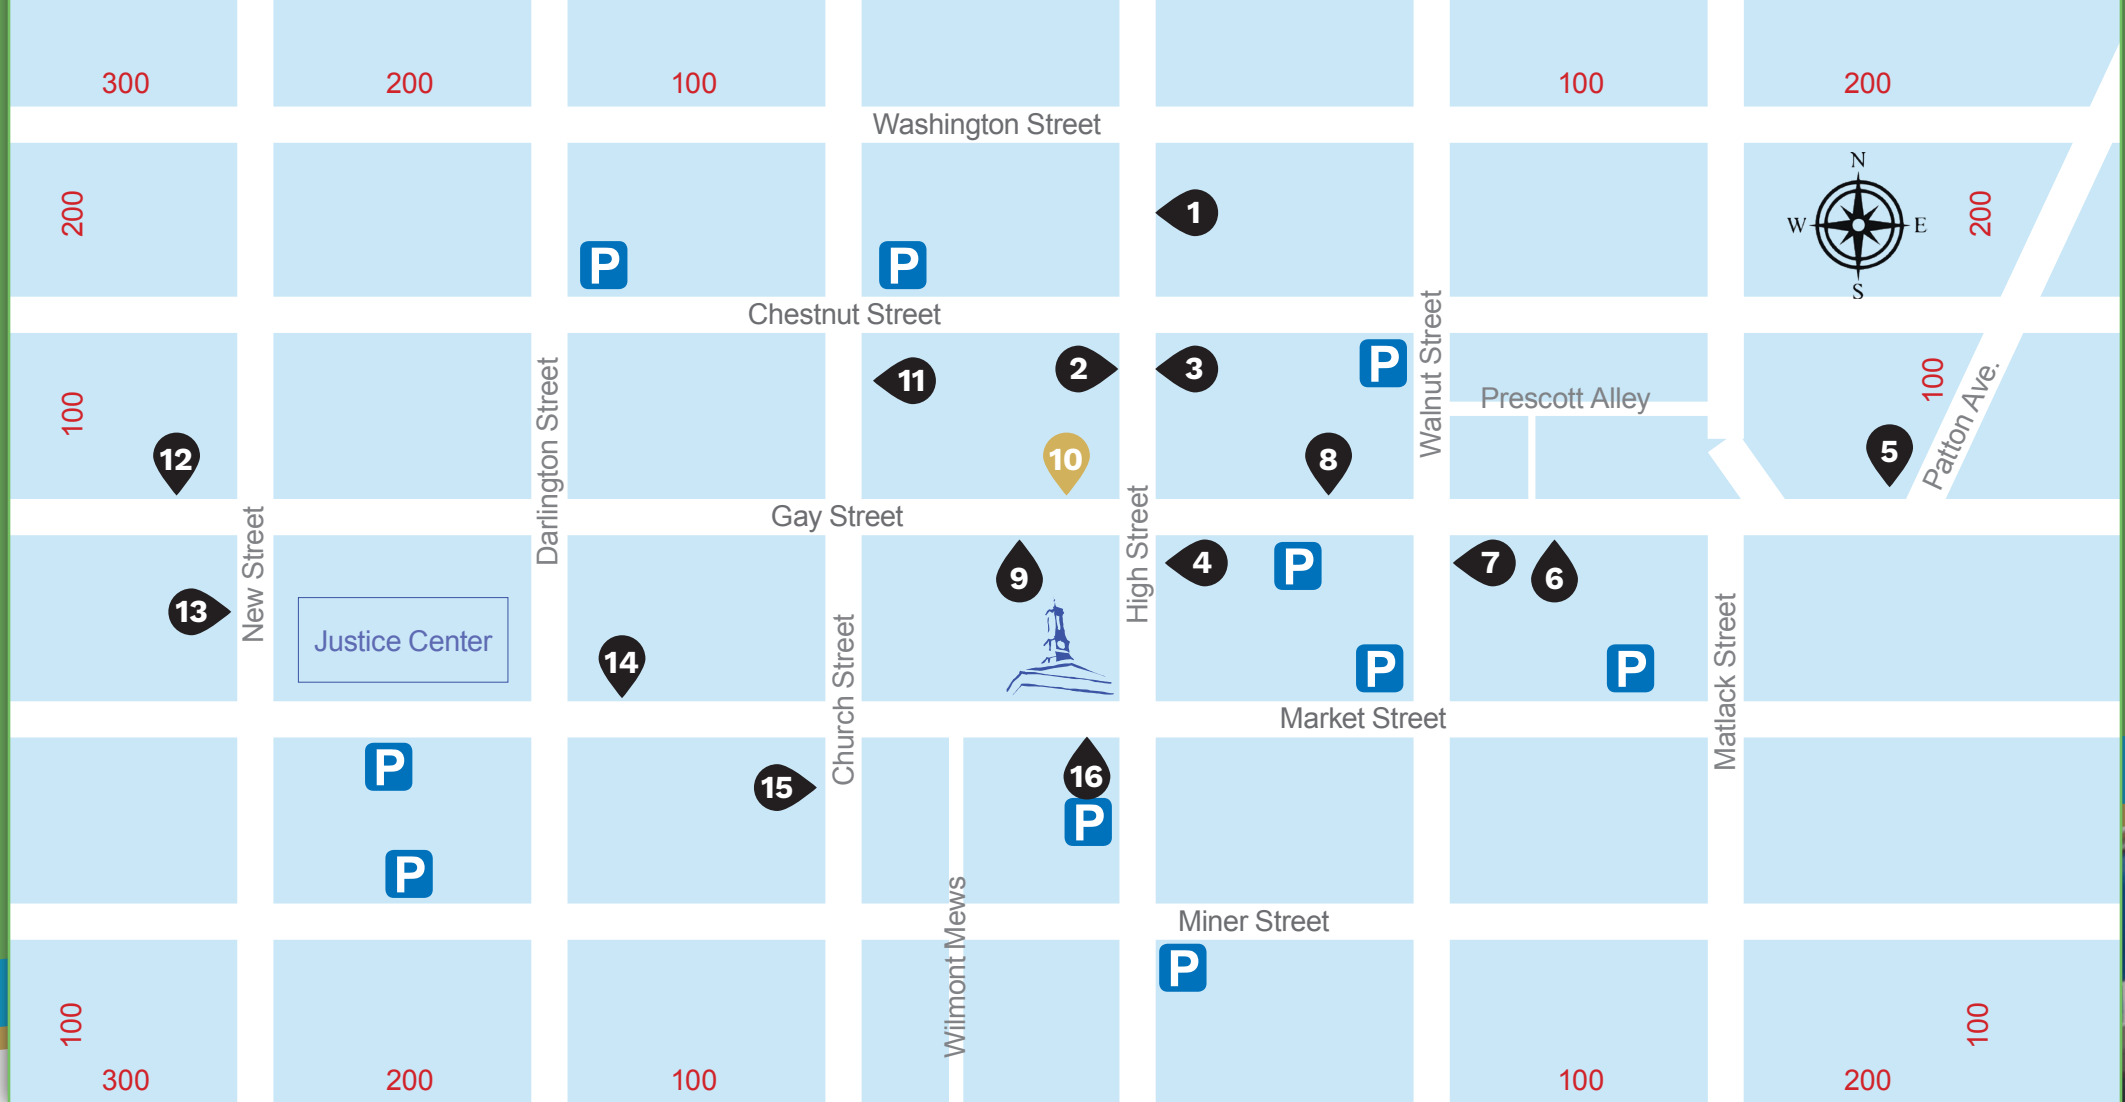 300
200
100
100
200
Washington Street
N
W
E
S
200
1
200
P
P
Chestnut Street
Walnut Street
2
3
P
11
100
100
Prescott Alley
Patton Ave.
Darlington Street
12
10
8
5
Gay Street
New Street
High Street
9
4
P
7
6
13
Justice Center
14
Church Street
P
P
Matlack Street
Market Street
P
15
16
P
P
Wilmont Mews
Miner Street
P
100
100
300
200
100
100
200